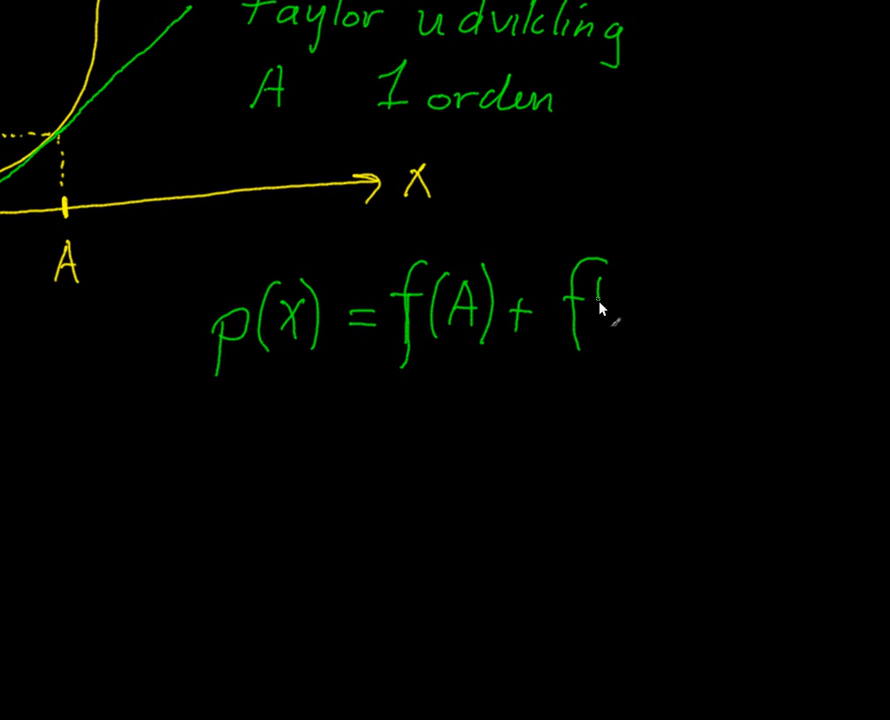 Taylor udvikling
A 1 orden
X
A
p(x) = f(A) + f'